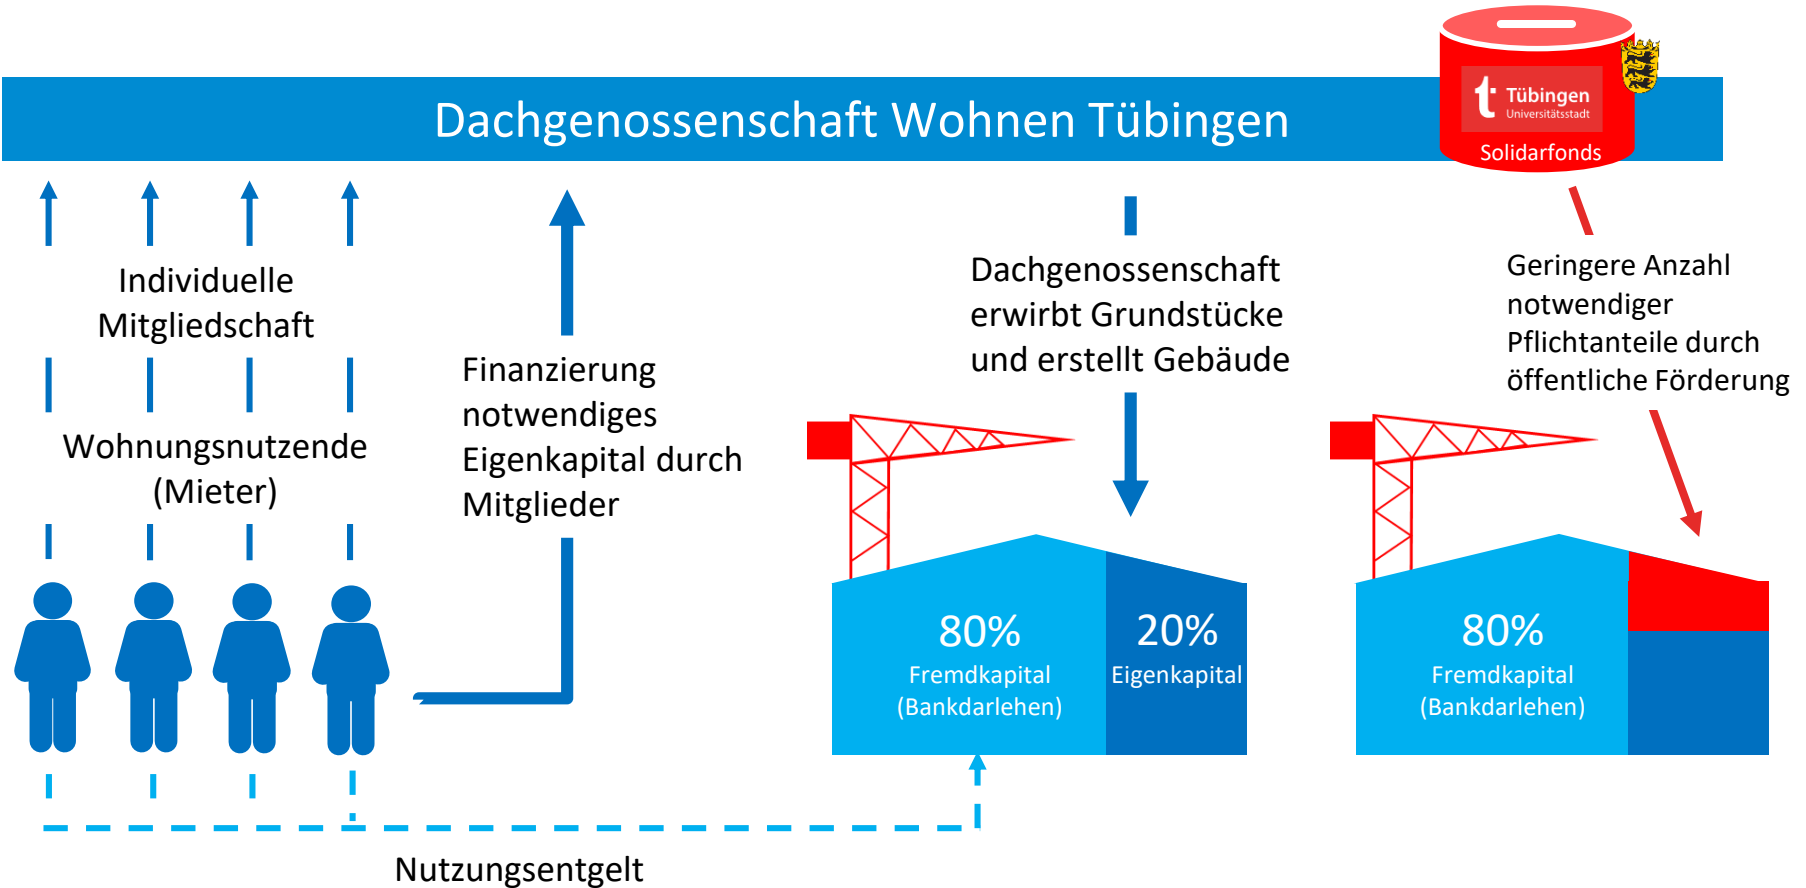 Dachgenossenschaft Wohnen Tübingen
t Tübingen
Universitätsstadt
Solidarfonds
Individuelle
Mitgliedschaft
Wohnungsnutzende
(Mieter)
Finanzierung
notwendiges
Eigenkapital durch
Mitglieder
Dachgenossenschaft
erwirbt Grundstücke
und erstellt Gebäude
Geringere Anzahl
notwendiger
Pflichtanteile durch
öffentliche Förderung
80%
Fremdkapital
(Bankdarlehen)
20%
Eigenkapital
80%
Fremdkapital
(Bankdarlehen)
Nutzungsentgelt